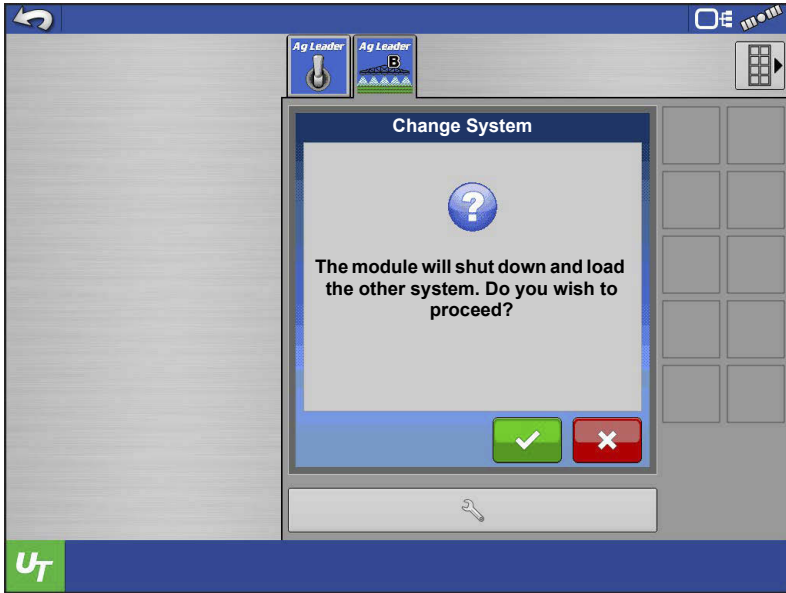 Ag Leader
Ag Leader
B
Change System
?
The module will shut down and load
the other system. Do you wish to
proceed?
UT